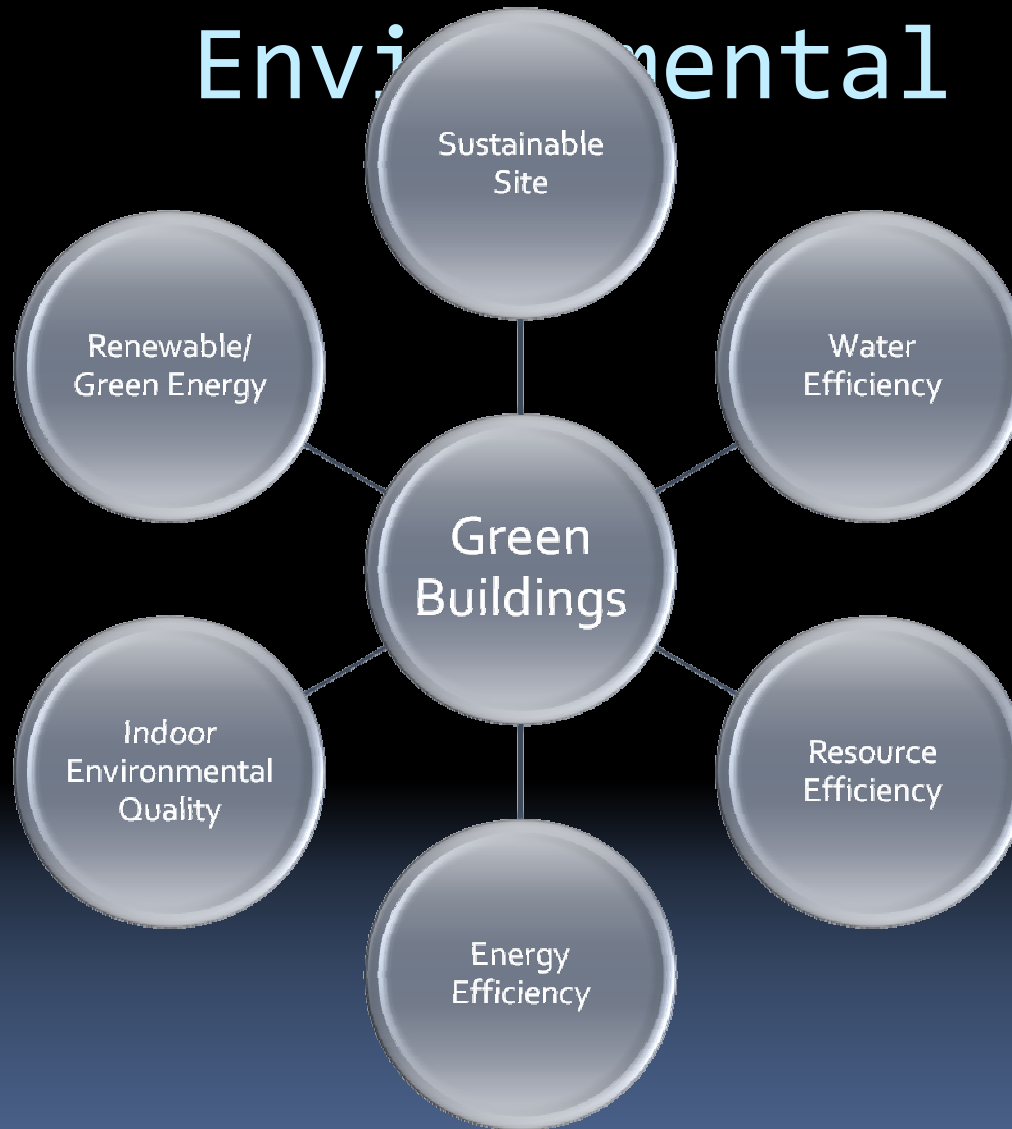 Sustainable
Site
Renewable/
Green Energy
Water
Efficiency
Green
Buildings
Indoor
Environmental
Quality
Resource
Efficiency
Energy
Efficiency